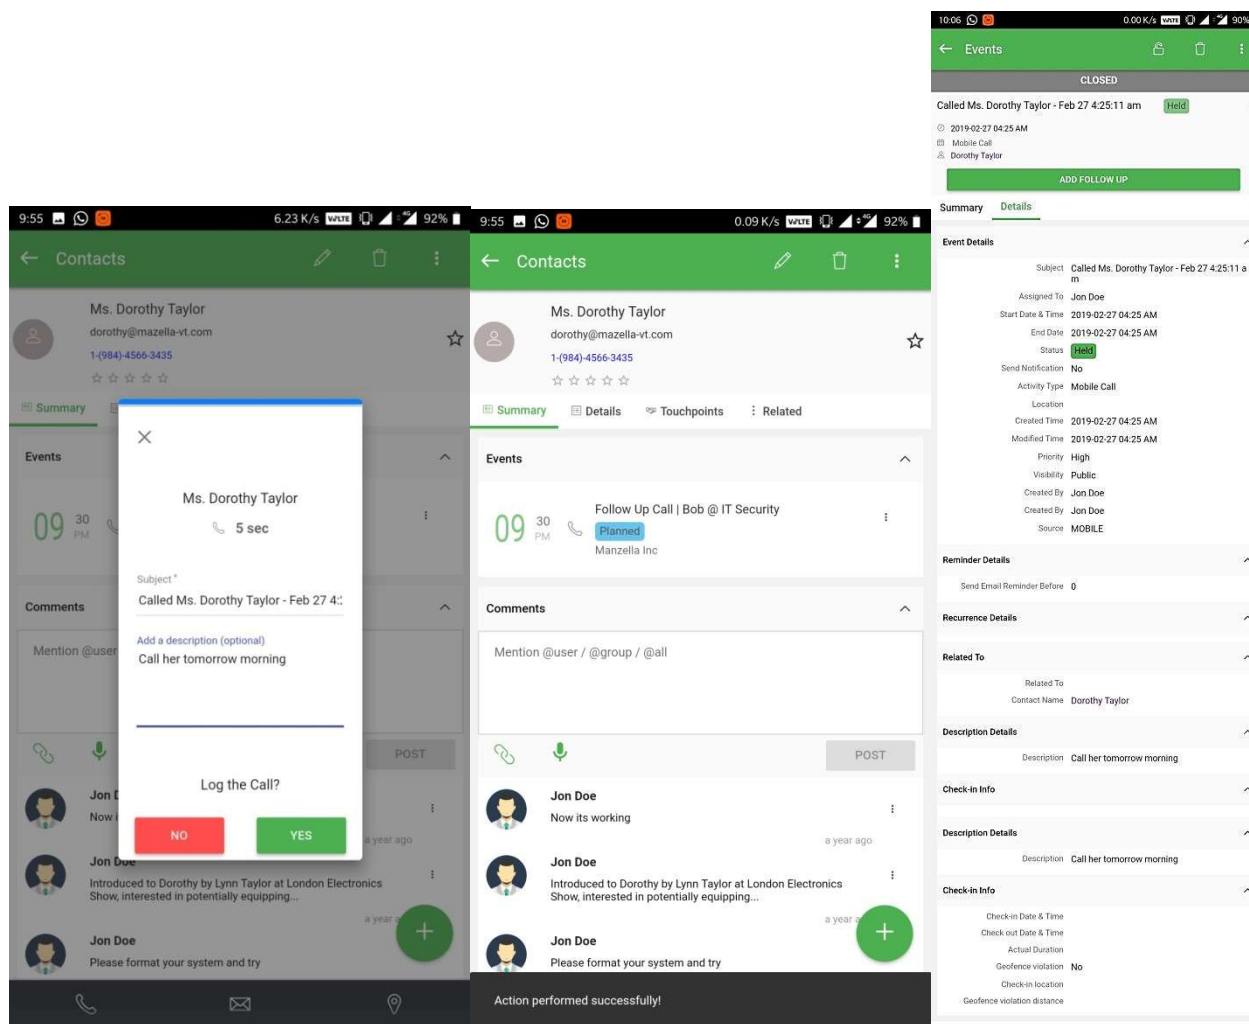 9:55
6.23 K/s VoLTE 4G 92%
Contacts
Ms. Dorothy Taylor
dorothy@mazella-vt.com
1-(984)-4566-3435
Summary
Events
09 30 PM
Comments
Mention @user
POST
Ms. Dorothy Taylor
5 sec
Subject *
Called Ms. Dorothy Taylor - Feb 27 4:2
Add a description (optional)
Call her tomorrow morning
Log the Call?
NO
YES
Jon D
Now i
a year ago
Jon Doe
Introduced to Dorothy by Lynn Taylor at London Electronics
Show, interested in potentially equipping...
a year a
Jon Doe
Please format your system and try
9:55
0.09 K/s VoLTE 4G 92%
Contacts
Ms. Dorothy Taylor
dorothy@mazella-vt.com
1-(984)-4566-3435
Summary Details Touchpoints Related
Events
09 30 PM
Follow Up Call | Bob @ IT Security
Planned
Manzella Inc
Comments
Mention @user / @group / @all
POST
Jon Doe
Now its working
a year ago
Jon Doe
Introduced to Dorothy by Lynn Taylor at London Electronics
Show, interested in potentially equipping...
a year a
Jon Doe
Please format your system and try
Action performed successfully!
10:06
0.00 K/s VoLTE 4G 90%
Events
CLOSED
Called Ms. Dorothy Taylor - Feb 27 4:25:11 am Held
2019-02-27 04:25 AM
Mobile Call
Dorothy Taylor
ADD FOLLOW UP
Summary Details
Event Details
Subject Called Ms. Dorothy Taylor - Feb 27 4:25:11 a
m
Assigned To Jon Doe
Start Date & Time 2019-02-27 04:25 AM
End Date 2019-02-27 04:25 AM
Status Held
Send Notification No
Activity Type Mobile Call
Location
Created Time 2019-02-27 04:25 AM
Modified Time 2019-02-27 04:25 AM
Priority High
Visibility Public
Created By Jon Doe
Created By Jon Doe
Source MOBILE
Reminder Details
Send Email Reminder Before 0
Recurrence Details
Related To
Related To
Contact Name Dorothy Taylor
Description Details
Description Call her tomorrow morning
Check-in Info
Description Details
Description Call her tomorrow morning
Check-in Info
Check-in Date & Time
Check out Date & Time
Actual Duration
Geofence violation No
Check-in location
Geofence violation distance